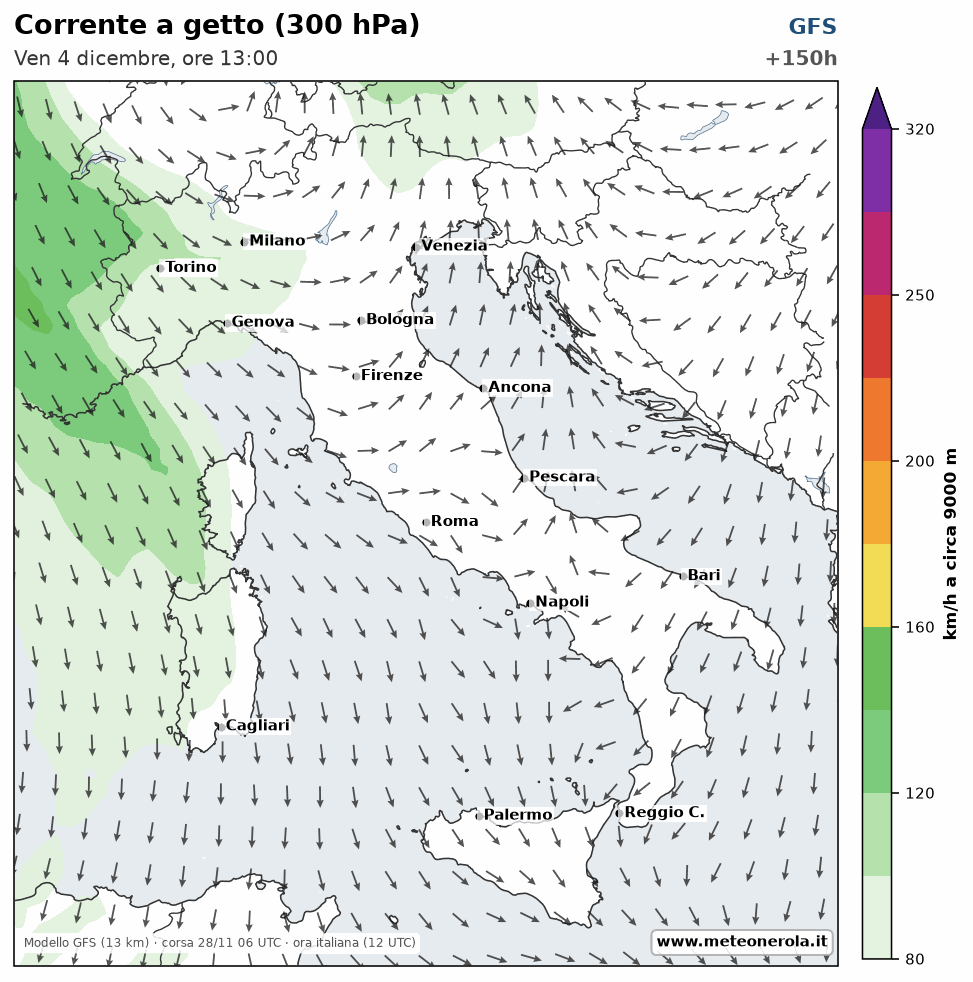 Corrente a getto (300 hPa)
GFS
Ven 4 dicembre, ore 13:00
+150h
320
Milano
Venezia
Torino
250
Genova
Bologna
Firenze
Ancona
200
Pescara
Roma
km/h a circa 9000 m
Bari
Napoli
160
Cagliari
120
Palermo
Reggio C.
Modello GFS (13 km) · corsa 28/11 06 UTC · ora italiana (12 UTC)
www.meteonerola.it
80